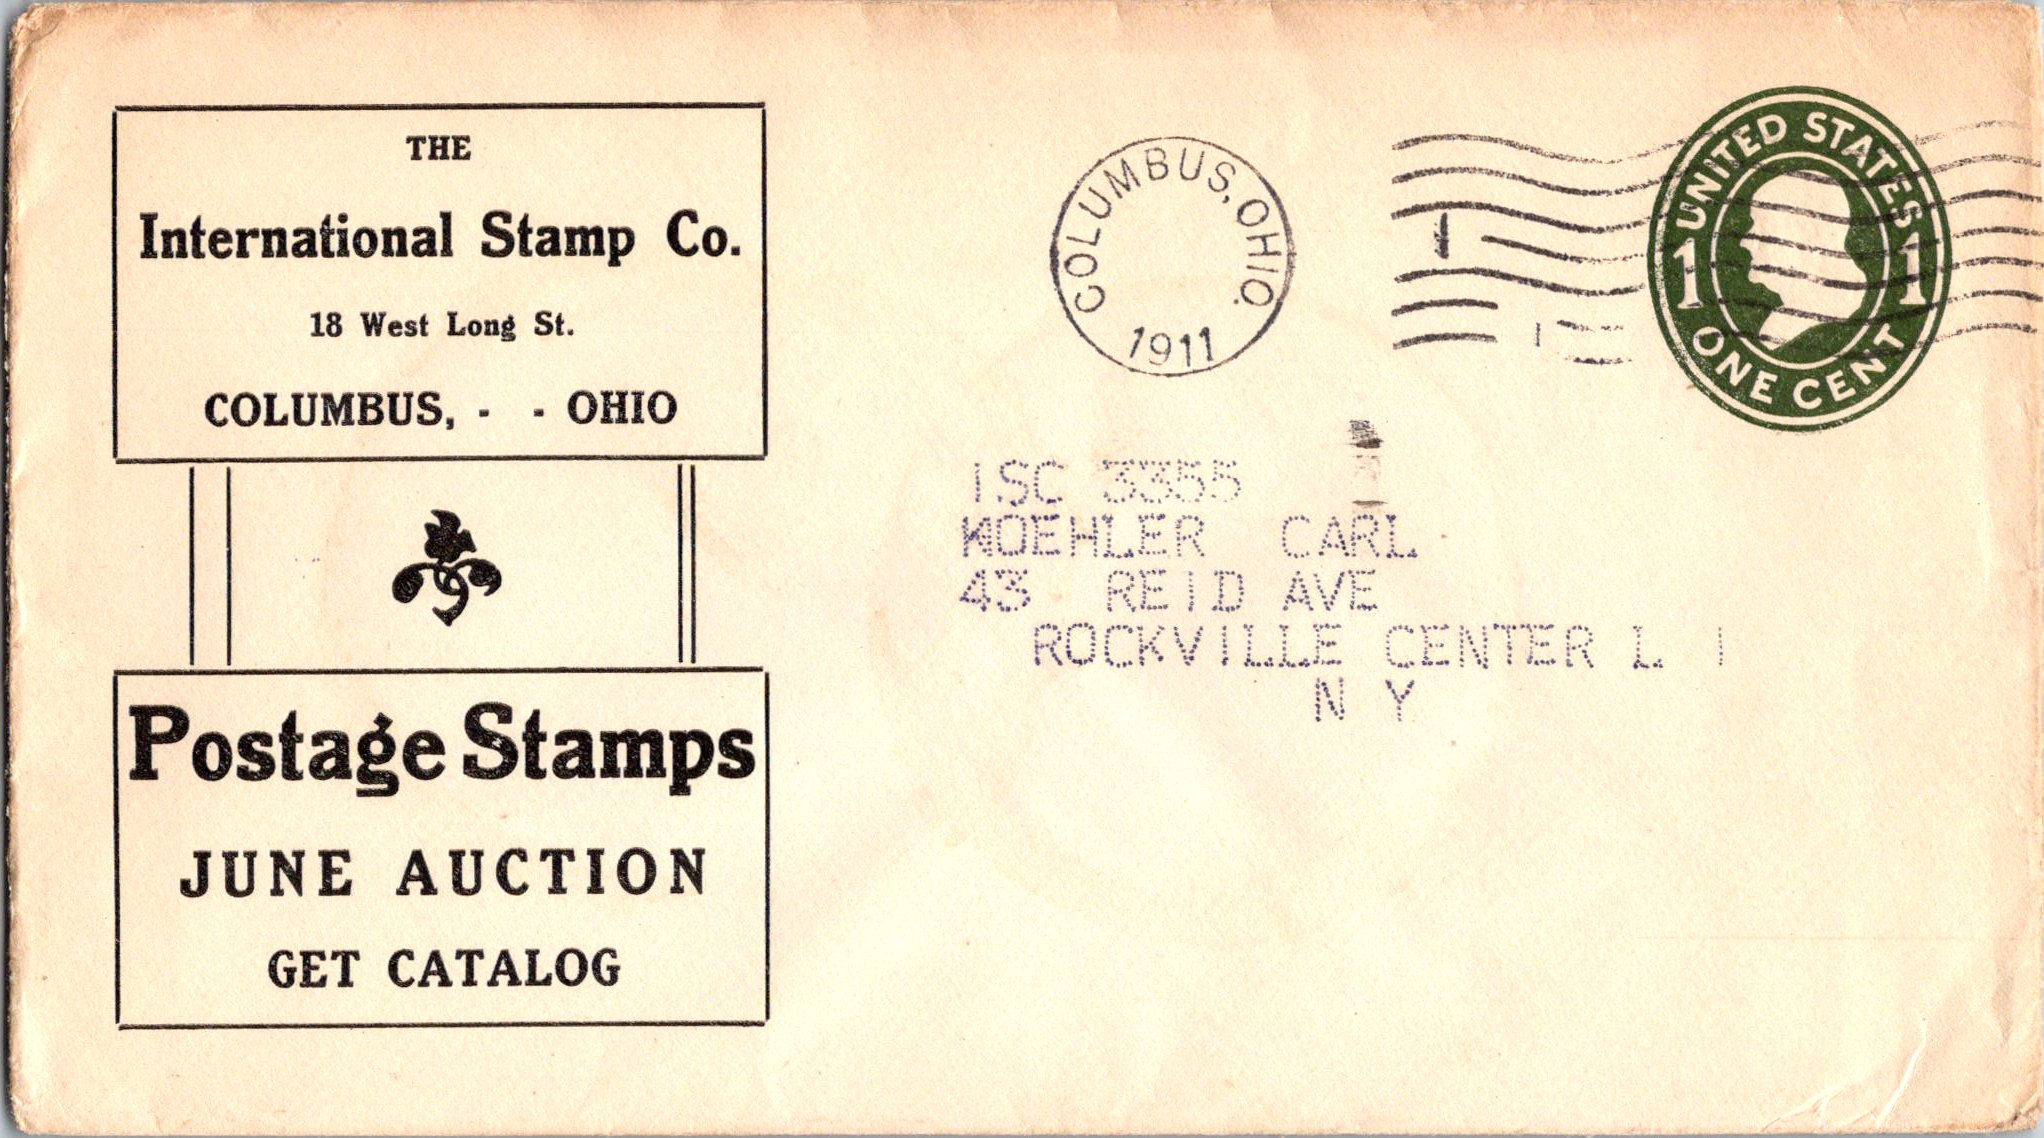 THE
International Stamp Co.
18 West Long St.
COLUMBUS, - - OHIO
Postage Stamps
JUNE AUCTION
GET CATALOG
COLUMBUS, OHIO.
1911
1
UNITED STATES
1 1
ONE CENT
ISC 3355
KOEHLER CARL
43 REID AVE
ROCKVILLE CENTER L I
N Y